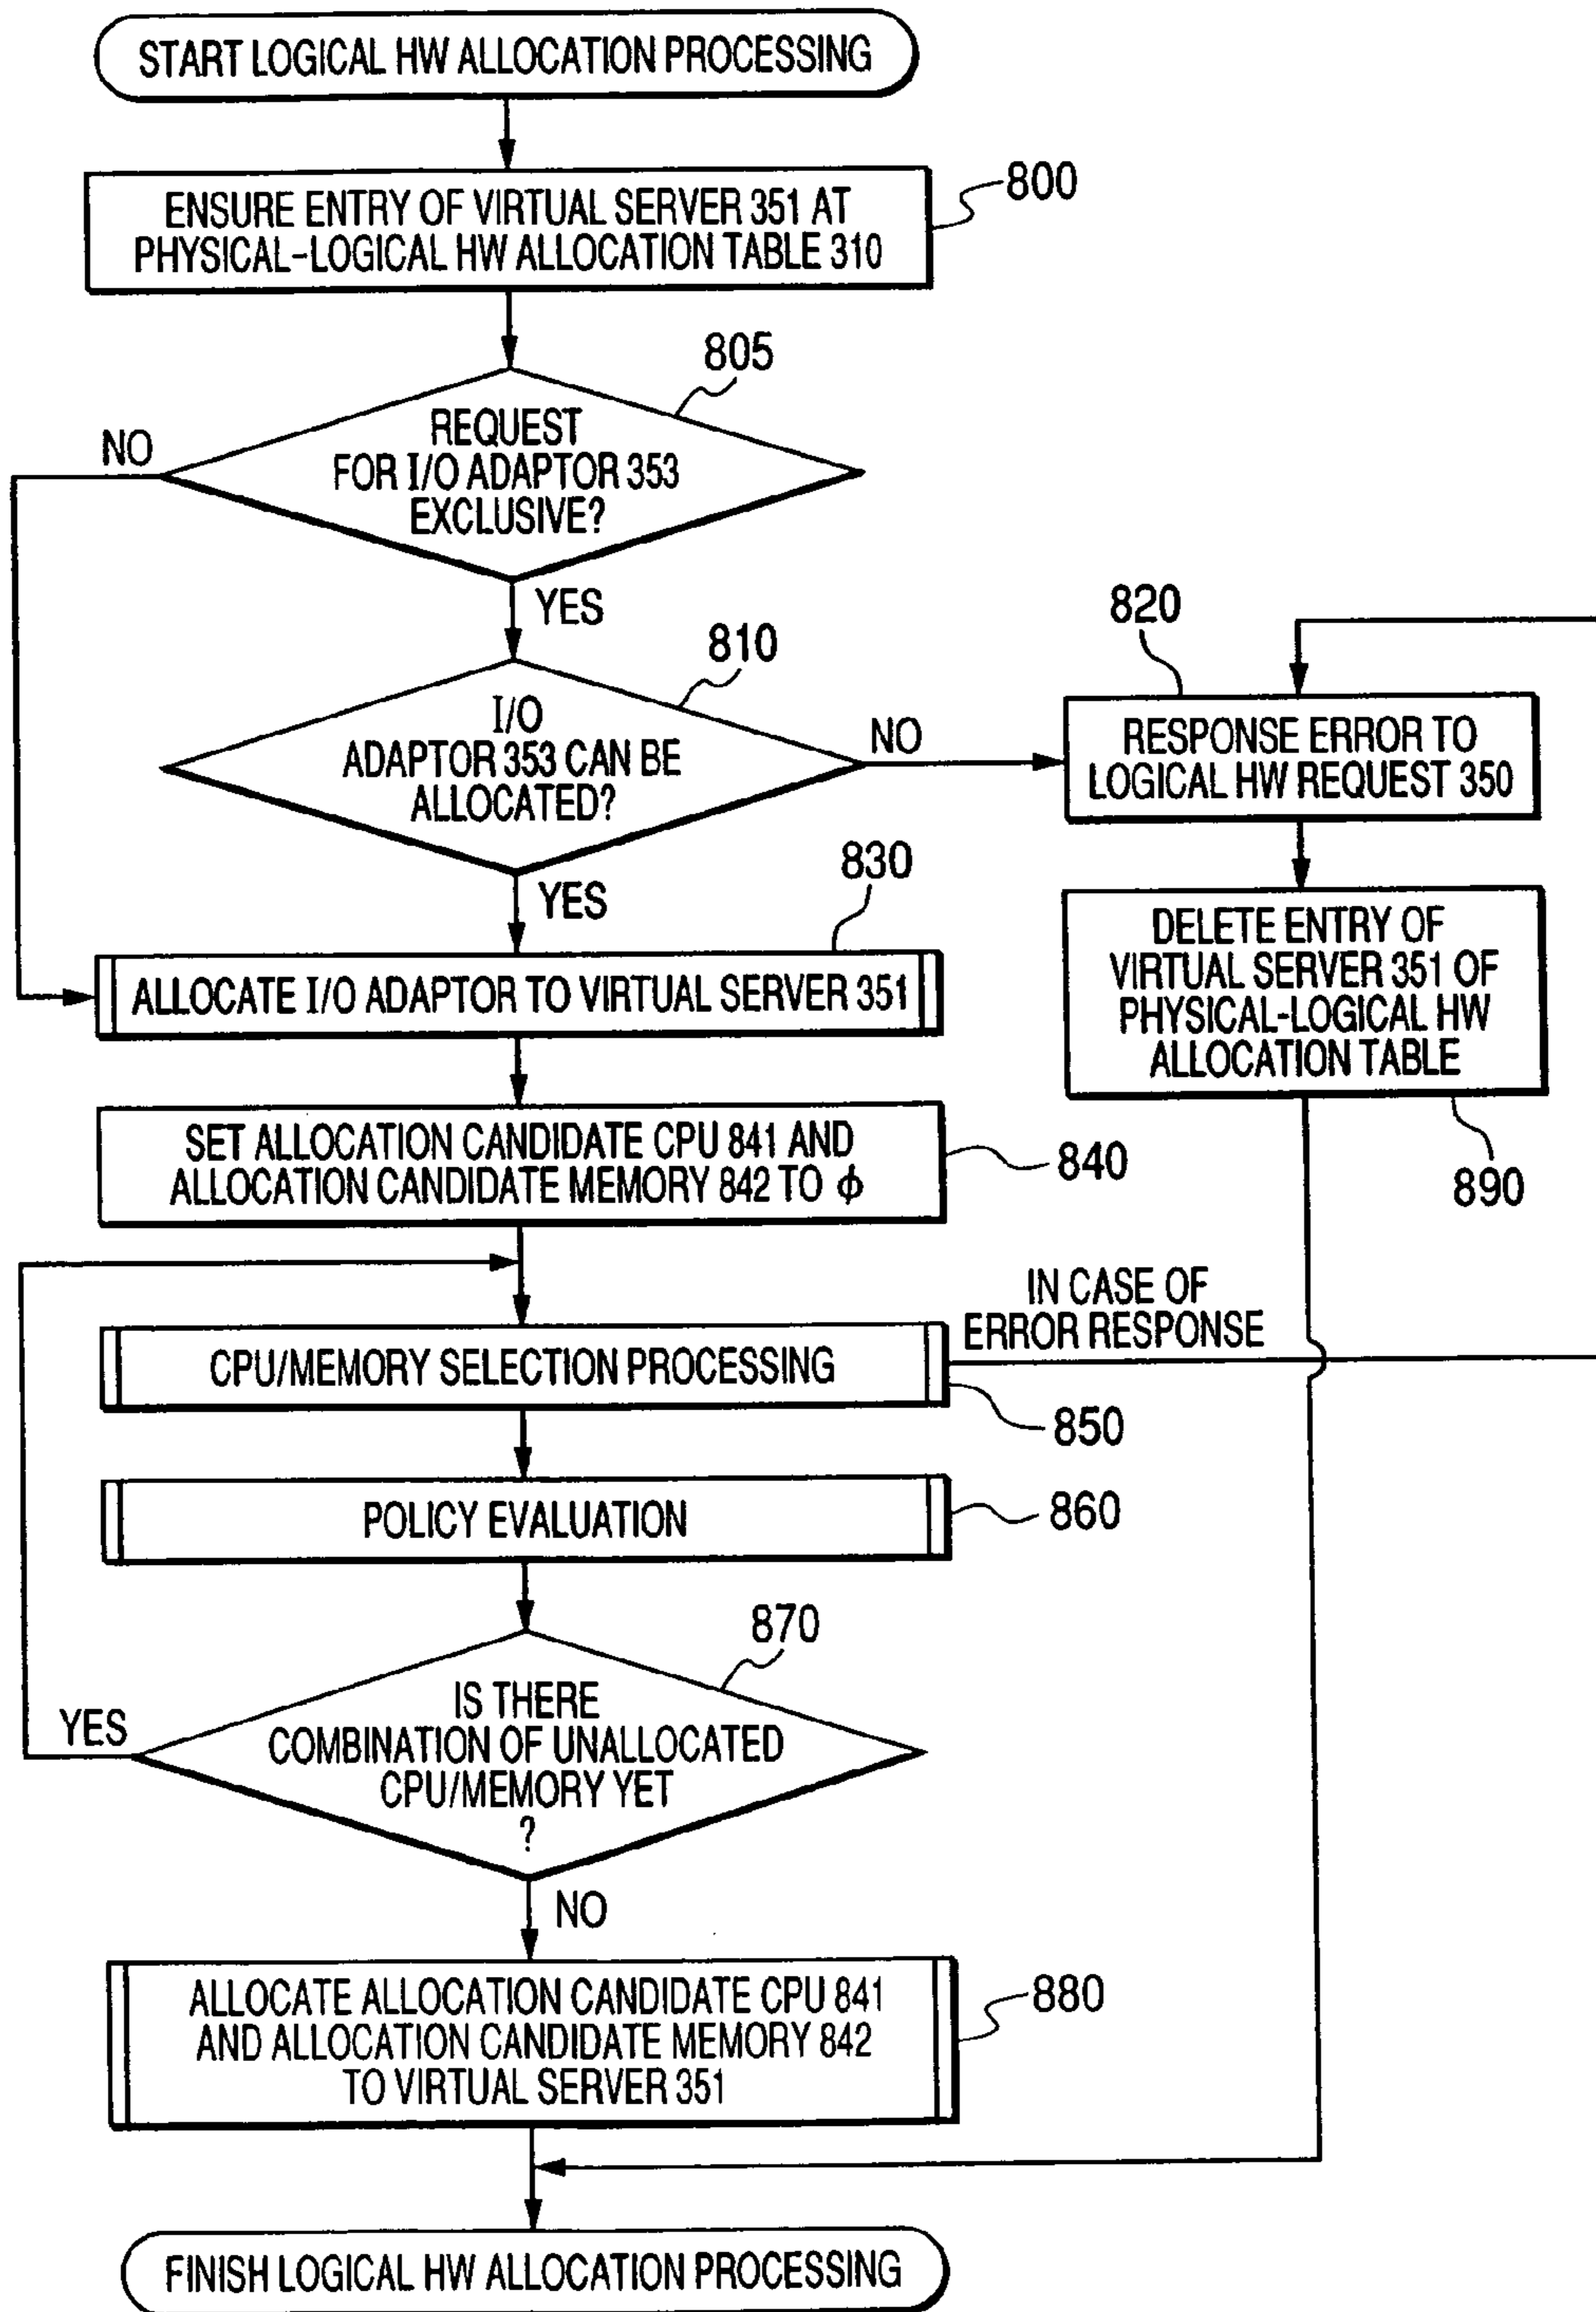 START LOGICAL HW ALLOCATION PROCESSING
ENSURE ENTRY OF VIRTUAL SERVER 351 AT
PHYSICAL-LOGICAL HW ALLOCATION TABLE 310
800
805
REQUEST
FOR I/O ADAPTOR 353
EXCLUSIVE?
NO
YES
810
I/O
ADAPTOR 353 CAN BE
ALLOCATED?
NO
YES
820
RESPONSE ERROR TO
LOGICAL HW REQUEST 350
DELETE ENTRY OF
VIRTUAL SERVER 351 OF
PHYSICAL-LOGICAL HW
ALLOCATION TABLE
890
830
ALLOCATE I/O ADAPTOR TO VIRTUAL SERVER 351
SET ALLOCATION CANDIDATE CPU 841 AND
ALLOCATION CANDIDATE MEMORY 842 TO ϕ
840
IN CASE OF
ERROR RESPONSE
CPU/MEMORY SELECTION PROCESSING
850
POLICY EVALUATION
860
870
IS THERE
COMBINATION OF UNALLOCATED
CPU/MEMORY YET
?
YES
NO
ALLOCATE ALLOCATION CANDIDATE CPU 841
AND ALLOCATION CANDIDATE MEMORY 842
TO VIRTUAL SERVER 351
880
FINISH LOGICAL HW ALLOCATION PROCESSING